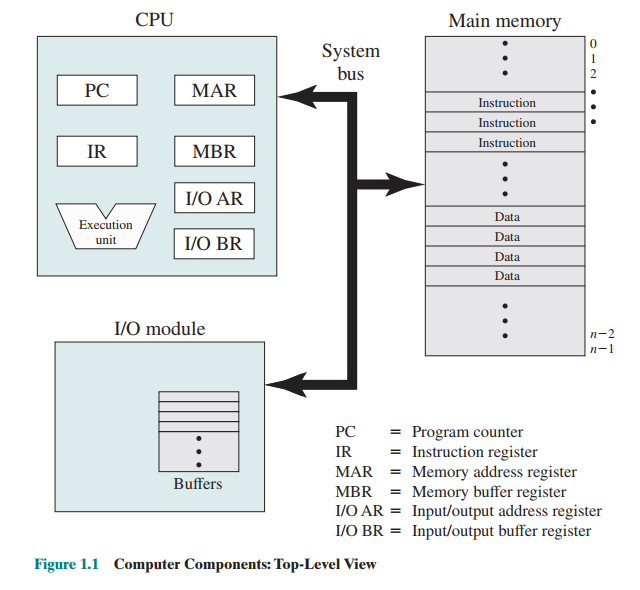 CPU
Main memory
System
bus
PC
MAR
IR
MBR
I/O AR
I/O BR
Execution
unit
0
1
2
Instruction
Instruction
Instruction
Data
Data
Data
Data
n−2
n−1
I/O module
Buffers
PC = Program counter
IR = Instruction register
MAR = Memory address register
MBR = Memory buffer register
I/O AR = Input/output address register
I/O BR = Input/output buffer register
Figure 1.1 Computer Components: Top-Level View